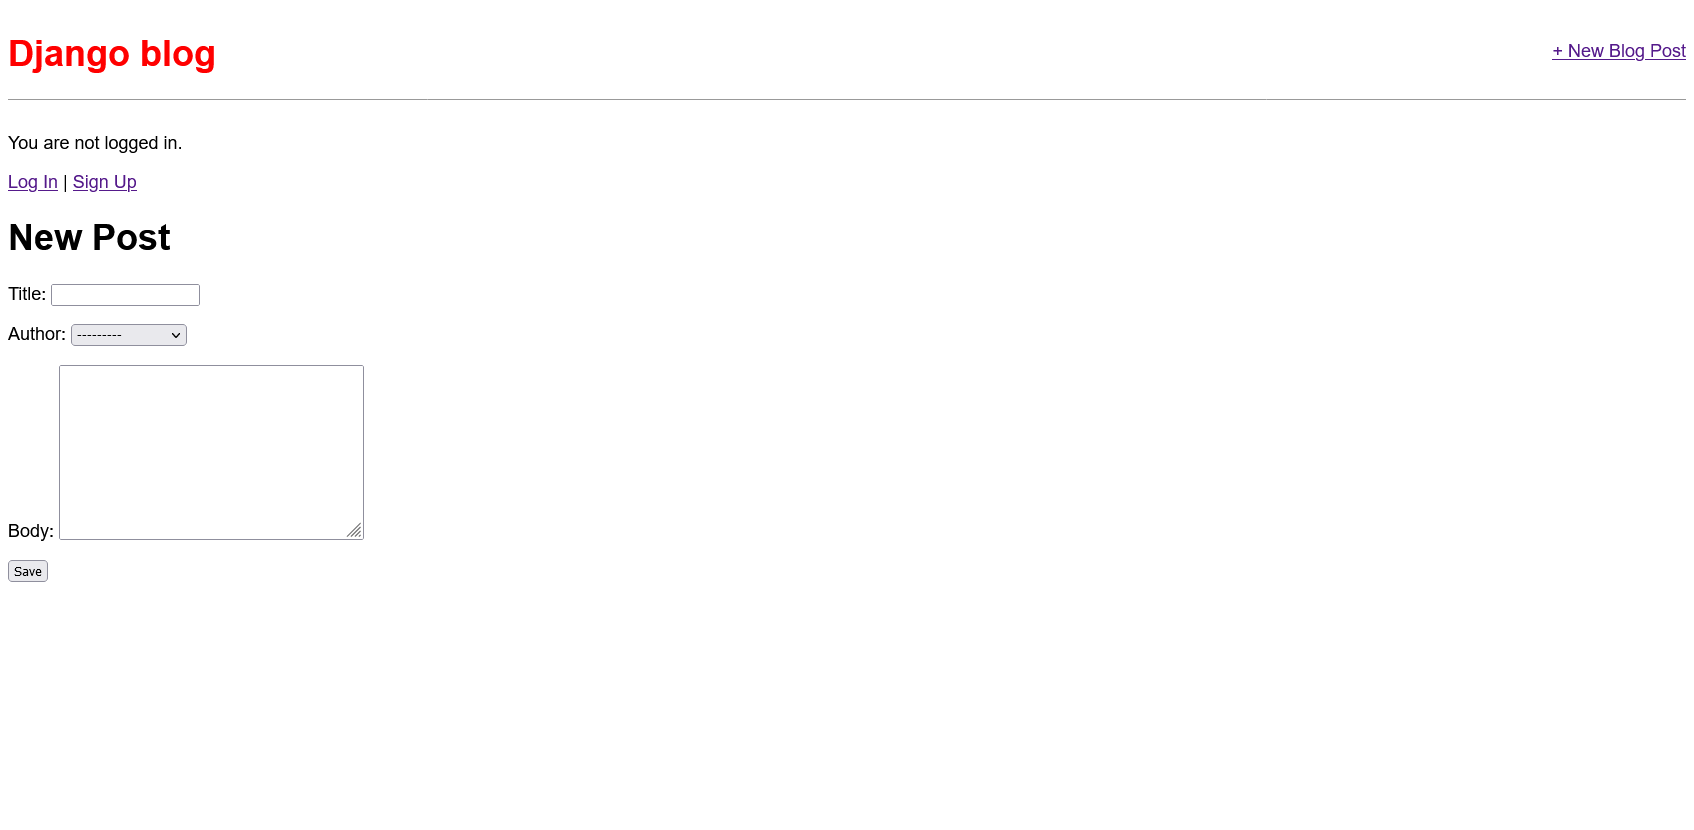 Django blog
+ New Blog Post
You are not logged in.
Log In | Sign Up
New Post
Title:
Author: ---------
Body:
Save